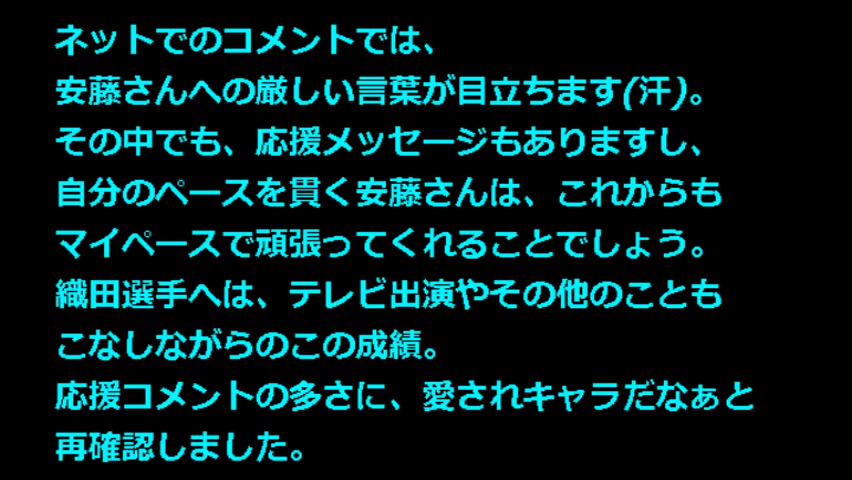 ネットでのコメントでは、
安藤さんへの厳しい言葉が目立ちます(汗)。
その中でも、応援メッセージもありますし、
自分のペースを貫く安藤さんは、これからも
マイペースで頑張ってくれることでしょう。
織田選手へは、テレビ出演やその他のことも
こなしながらのこの成績。
応援コメントの多さに、愛されキャラだなぁと
再確認しました。